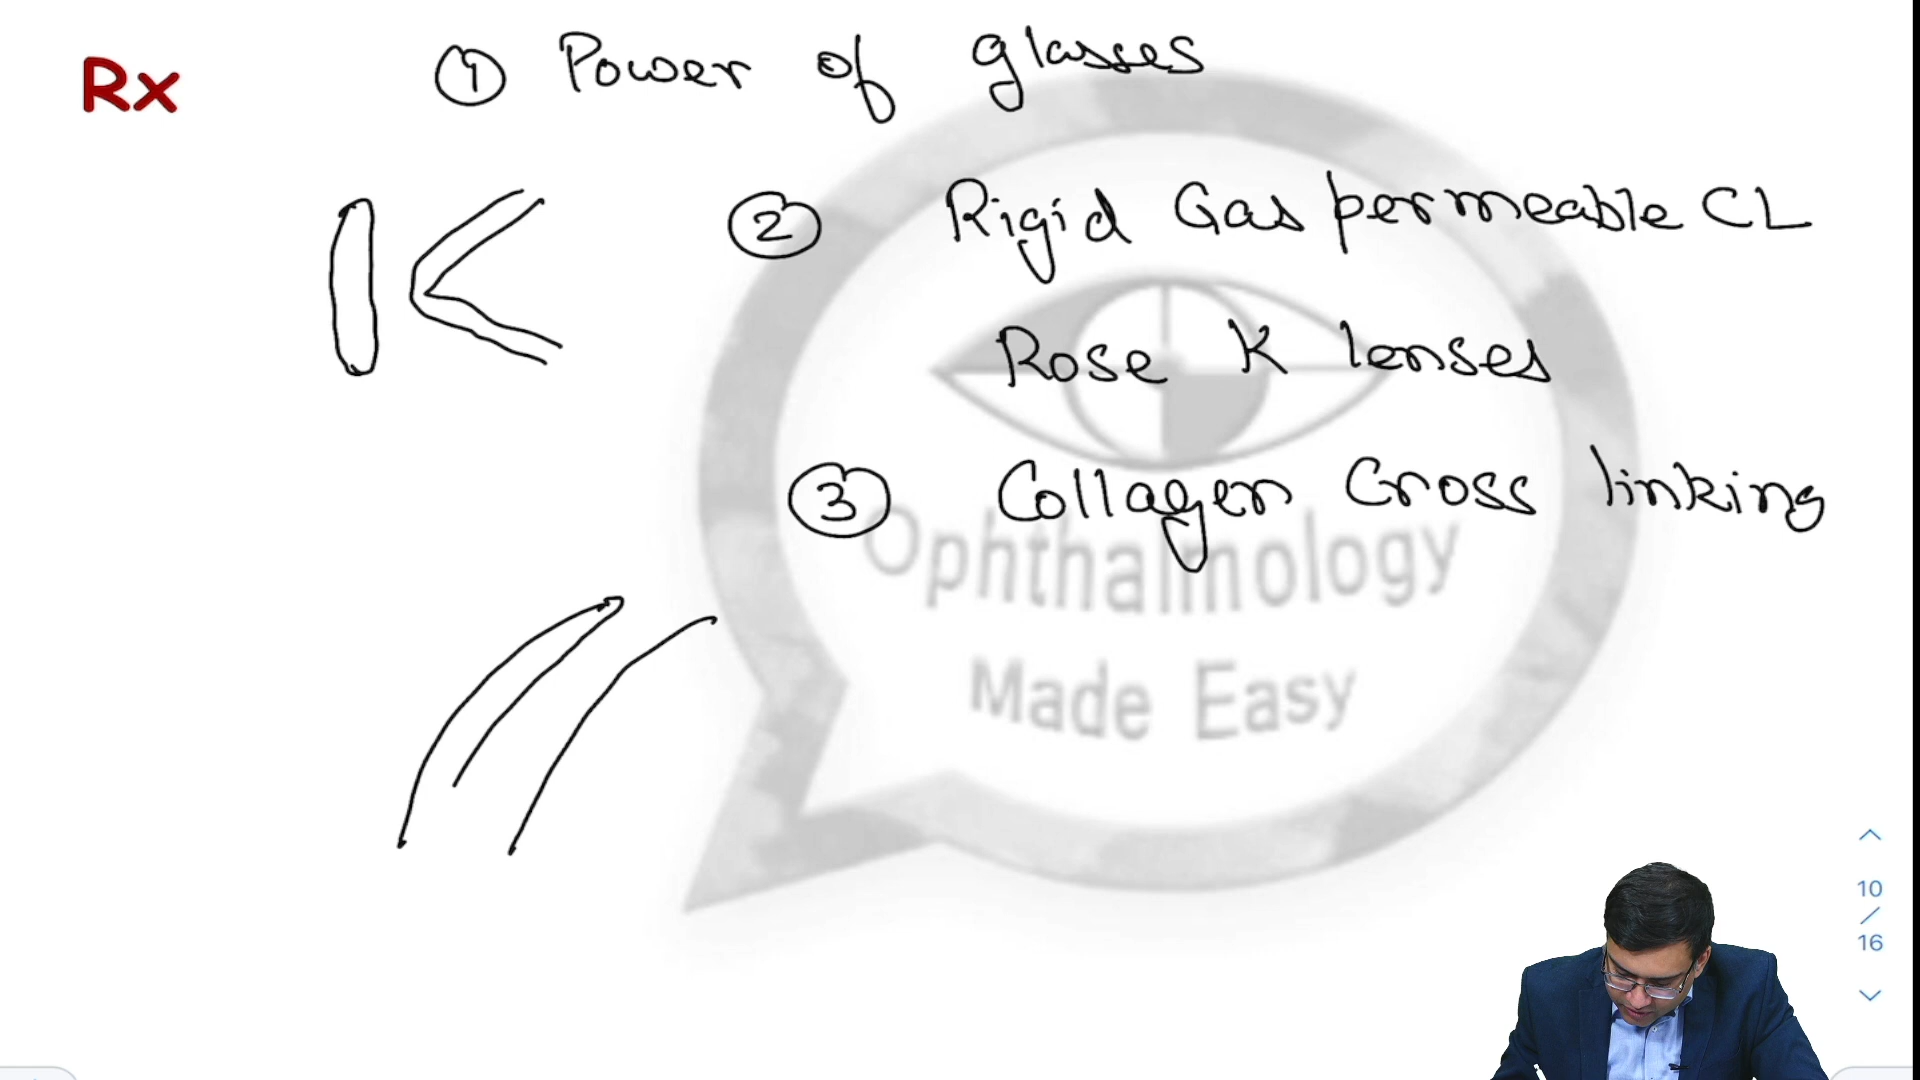 Rx
① Power of glasses
② Rigid Gas permeable CL
Rose K lenses
③ Collagen Cross linking
Ophthalmology
Made Easy
10
/
16